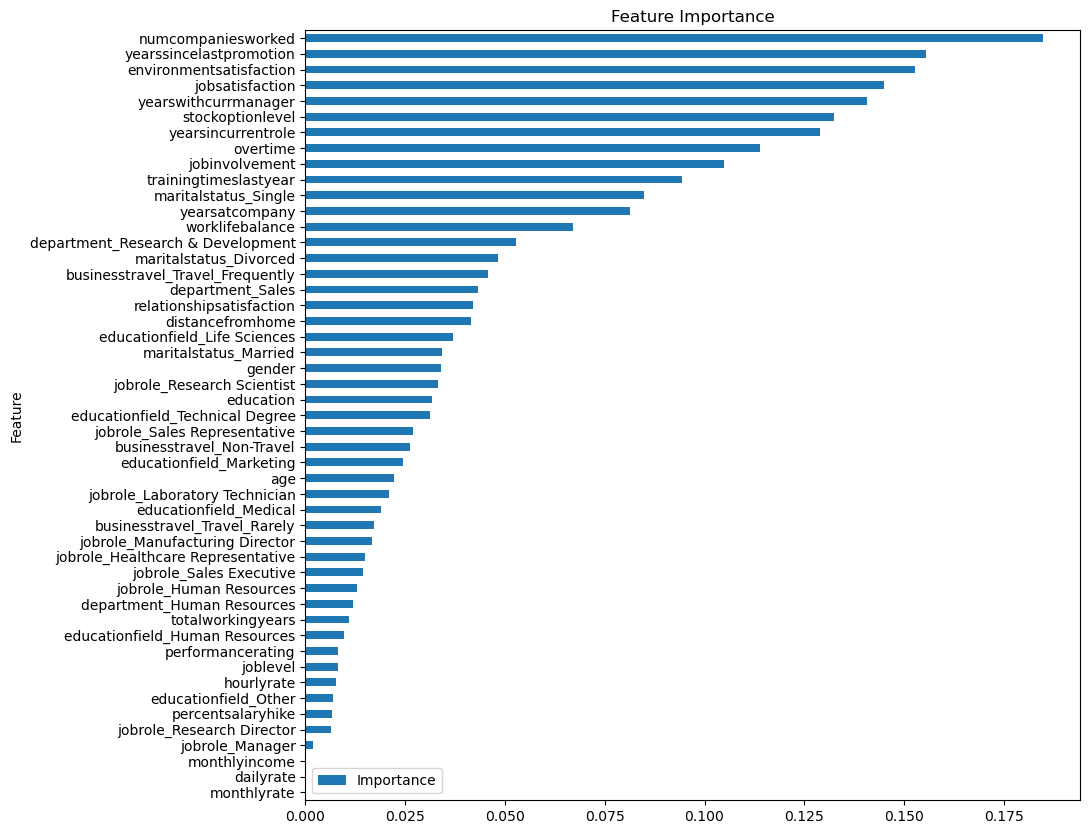 Feature Importance
numcompaniesworked
yearssincelastpromotion
environmentsatisfaction
jobsatisfaction
yearswithcurrmanager
stockoptionlevel
yearsincurrentrole
overtime
jobinvolvement
trainingtimeslastyear
maritalstatus_Single
yearsatcompany
worklifebalance
department_Research & Development
maritalstatus_Divorced
businesstravel_Travel_Frequently
department_Sales
relationshipsatisfaction
distancefromhome
educationfield_Life Sciences
maritalstatus_Married
gender
jobrole_Research Scientist
education
educationfield_Technical Degree
jobrole_Sales Representative
businesstravel_Non-Travel
educationfield_Marketing
age
jobrole_Laboratory Technician
educationfield_Medical
businesstravel_Travel_Rarely
jobrole_Manufacturing Director
jobrole_Healthcare Representative
jobrole_Sales Executive
jobrole_Human Resources
department_Human Resources
totalworkingyears
educationfield_Human Resources
performancerating
joblevel
hourlyrate
educationfield_Other
percentsalaryhike
jobrole_Research Director
jobrole_Manager
monthlyincome
dailyrate
monthlyrate
Feature
Importance
0.000 0.025 0.050 0.075 0.100 0.125 0.150 0.175